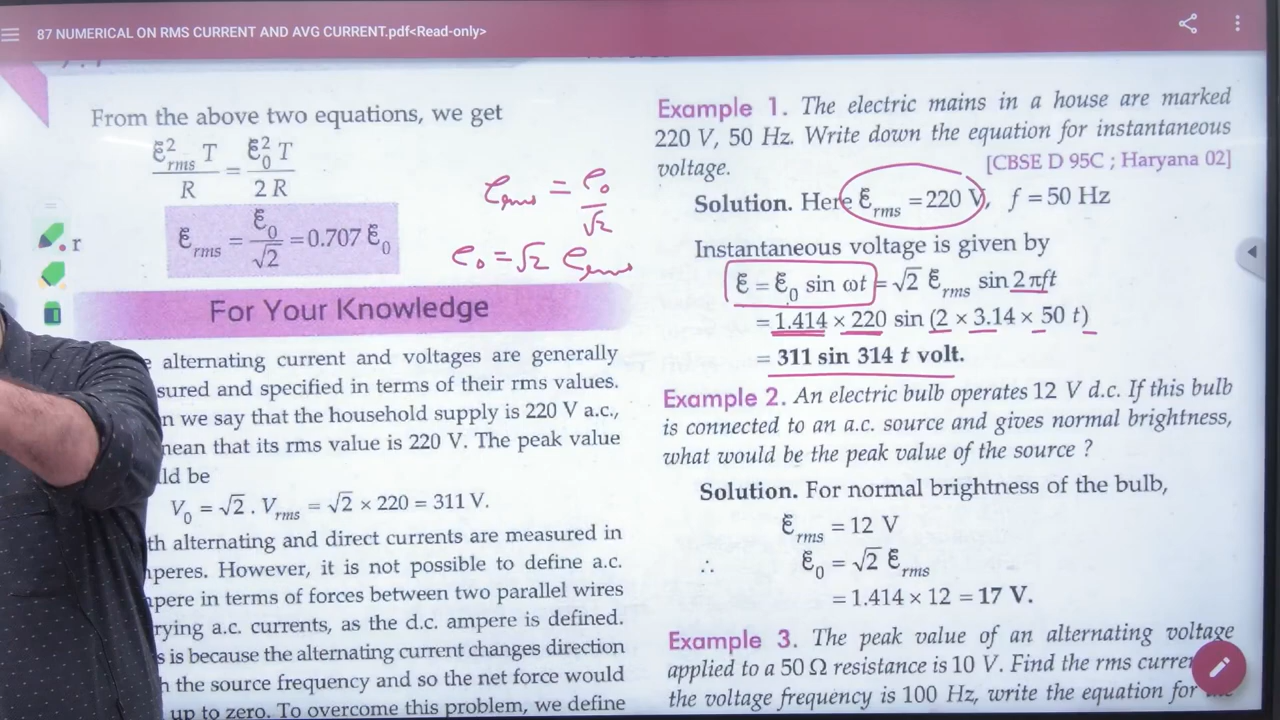 87 NUMERICAL ON RMS CURRENT AND AVG CURRENT.pdf<Read-only>
From the above two equations, we get
ℰ²rms T / R = ℰ²0 T / 2 R
ℰrms = ℰ0 / √2 = 0.707 ℰ0
erms = e0 / √2
e0 = √2 erms
r
For Your Knowledge
alternating current and voltages are generally
sured and specified in terms of their rms values.
n we say that the household supply is 220 V a.c.,
mean that its rms value is 220 V. The peak value
ld be
V0 = √2 . Vrms = √2 × 220 = 311 V.
th alternating and direct currents are measured in
peres. However, it is not possible to define a.c.
pere in terms of forces between two parallel wires
rying a.c. currents, as the d.c. ampere is defined.
s is because the alternating current changes direction
the source frequency and so the net force would
up to zero. To overcome this problem, we define
Example 1. The electric mains in a house are marked
220 V, 50 Hz. Write down the equation for instantaneous
voltage. [CBSE D 95C ; Haryana 02]
Solution. Here ℰrms = 220 V, f = 50 Hz
Instantaneous voltage is given by
ℰ = ℰ0 sin ωt = √2 ℰrms sin 2 πft
= 1.414 × 220 sin (2 × 3.14 × 50 t)
= 311 sin 314 t volt.
Example 2. An electric bulb operates 12 V d.c. If this bulb
is connected to an a.c. source and gives normal brightness,
what would be the peak value of the source ?
Solution. For normal brightness of the bulb,
ℰrms = 12 V
∴ ℰ0 = √2 ℰrms
= 1.414 × 12 = 17 V.
Example 3. The peak value of an alternating voltage
applied to a 50 Ω resistance is 10 V. Find the rms curre
the voltage frequency is 100 Hz, write the equation for